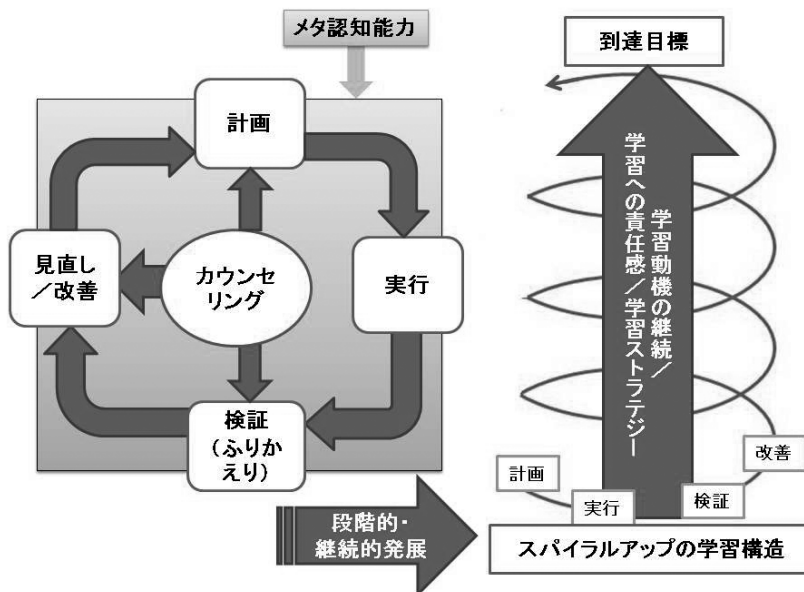 メタ認知能力
計画
見直し
／改善
カウンセ
リング
実行
検証
（ふりか
えり）
段階的・
継続的発展
到達目標
学習動機の継続／
学習への責任感／学習ストラテジー
計画
実行
検証
改善
スパイラルアップの学習構造